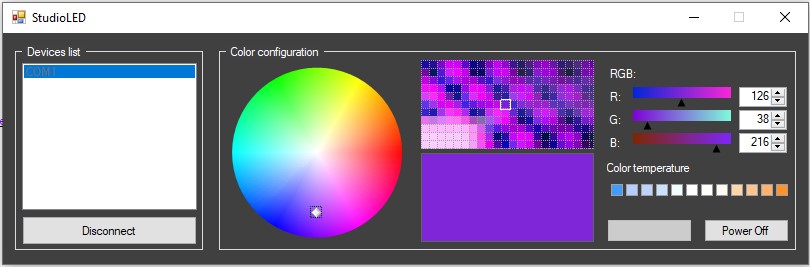 StudioLED
Devices list
COM1
Disconnect
Color configuration
RGB:
R: 126
G: 38
B: 216
Color temperature
Power Off